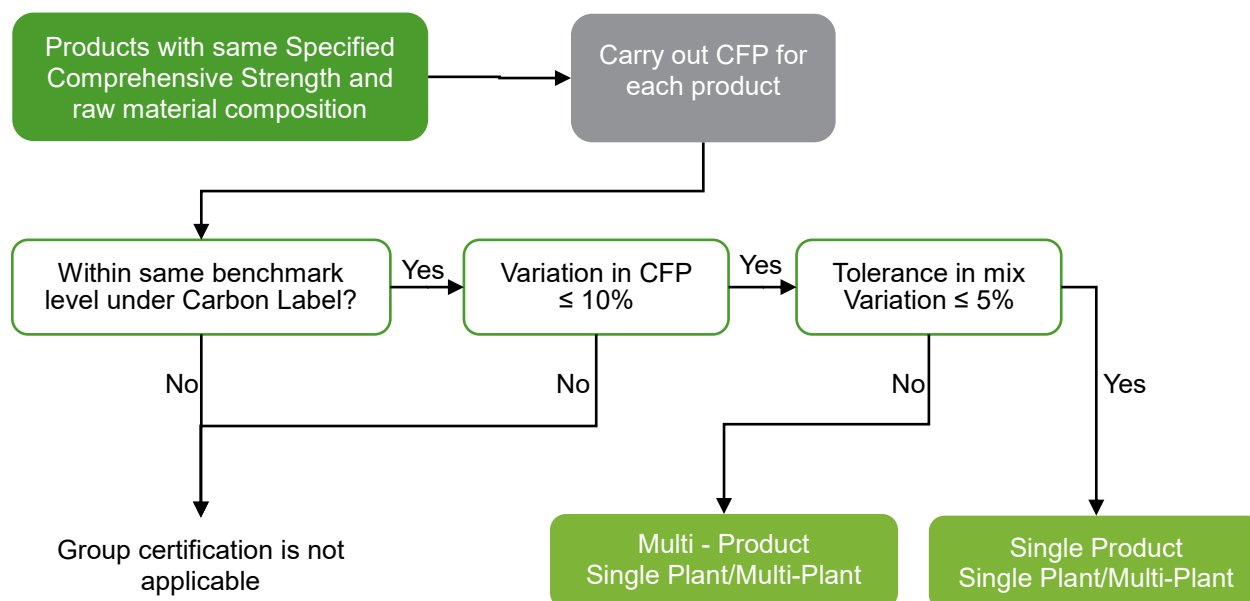 Products with same Specified
Comprehensive Strength and
raw material composition
Carry out CFP for
each product
Within same benchmark
level under Carbon Label?
Yes
Variation in CFP
≤ 10%
Yes
Tolerance in mix
Variation ≤ 5%
No
No
No
Yes
Group certification is not
applicable
Multi - Product
Single Plant/Multi-Plant
Single Product
Single Plant/Multi-Plant